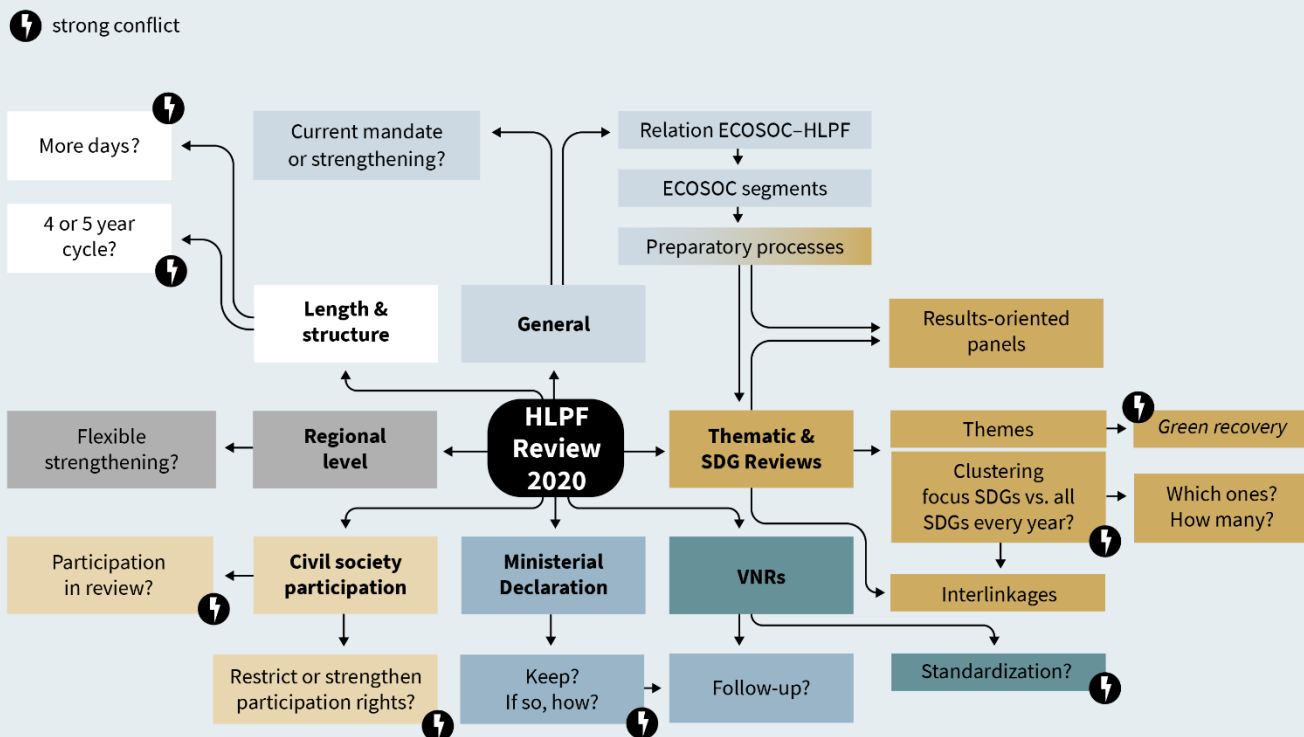 strong conflict
More days?
Current mandate
or strengthening?
Relation ECOSOC–HLPF
ECOSOC segments
4 or 5 year
cycle?
Preparatory processes
Length &
structure
General
Results-oriented
panels
Flexible
strengthening?
Regional
level
HLPF
Review
2020
Thematic &
SDG Reviews
Themes
Green recovery
Clustering
focus SDGs vs. all
SDGs every year?
Which ones?
How many?
Participation
in review?
Civil society
participation
Ministerial
Declaration
VNRs
Interlinkages
Restrict or strengthen
participation rights?
Keep?
If so, how?
Follow-up?
Standardization?